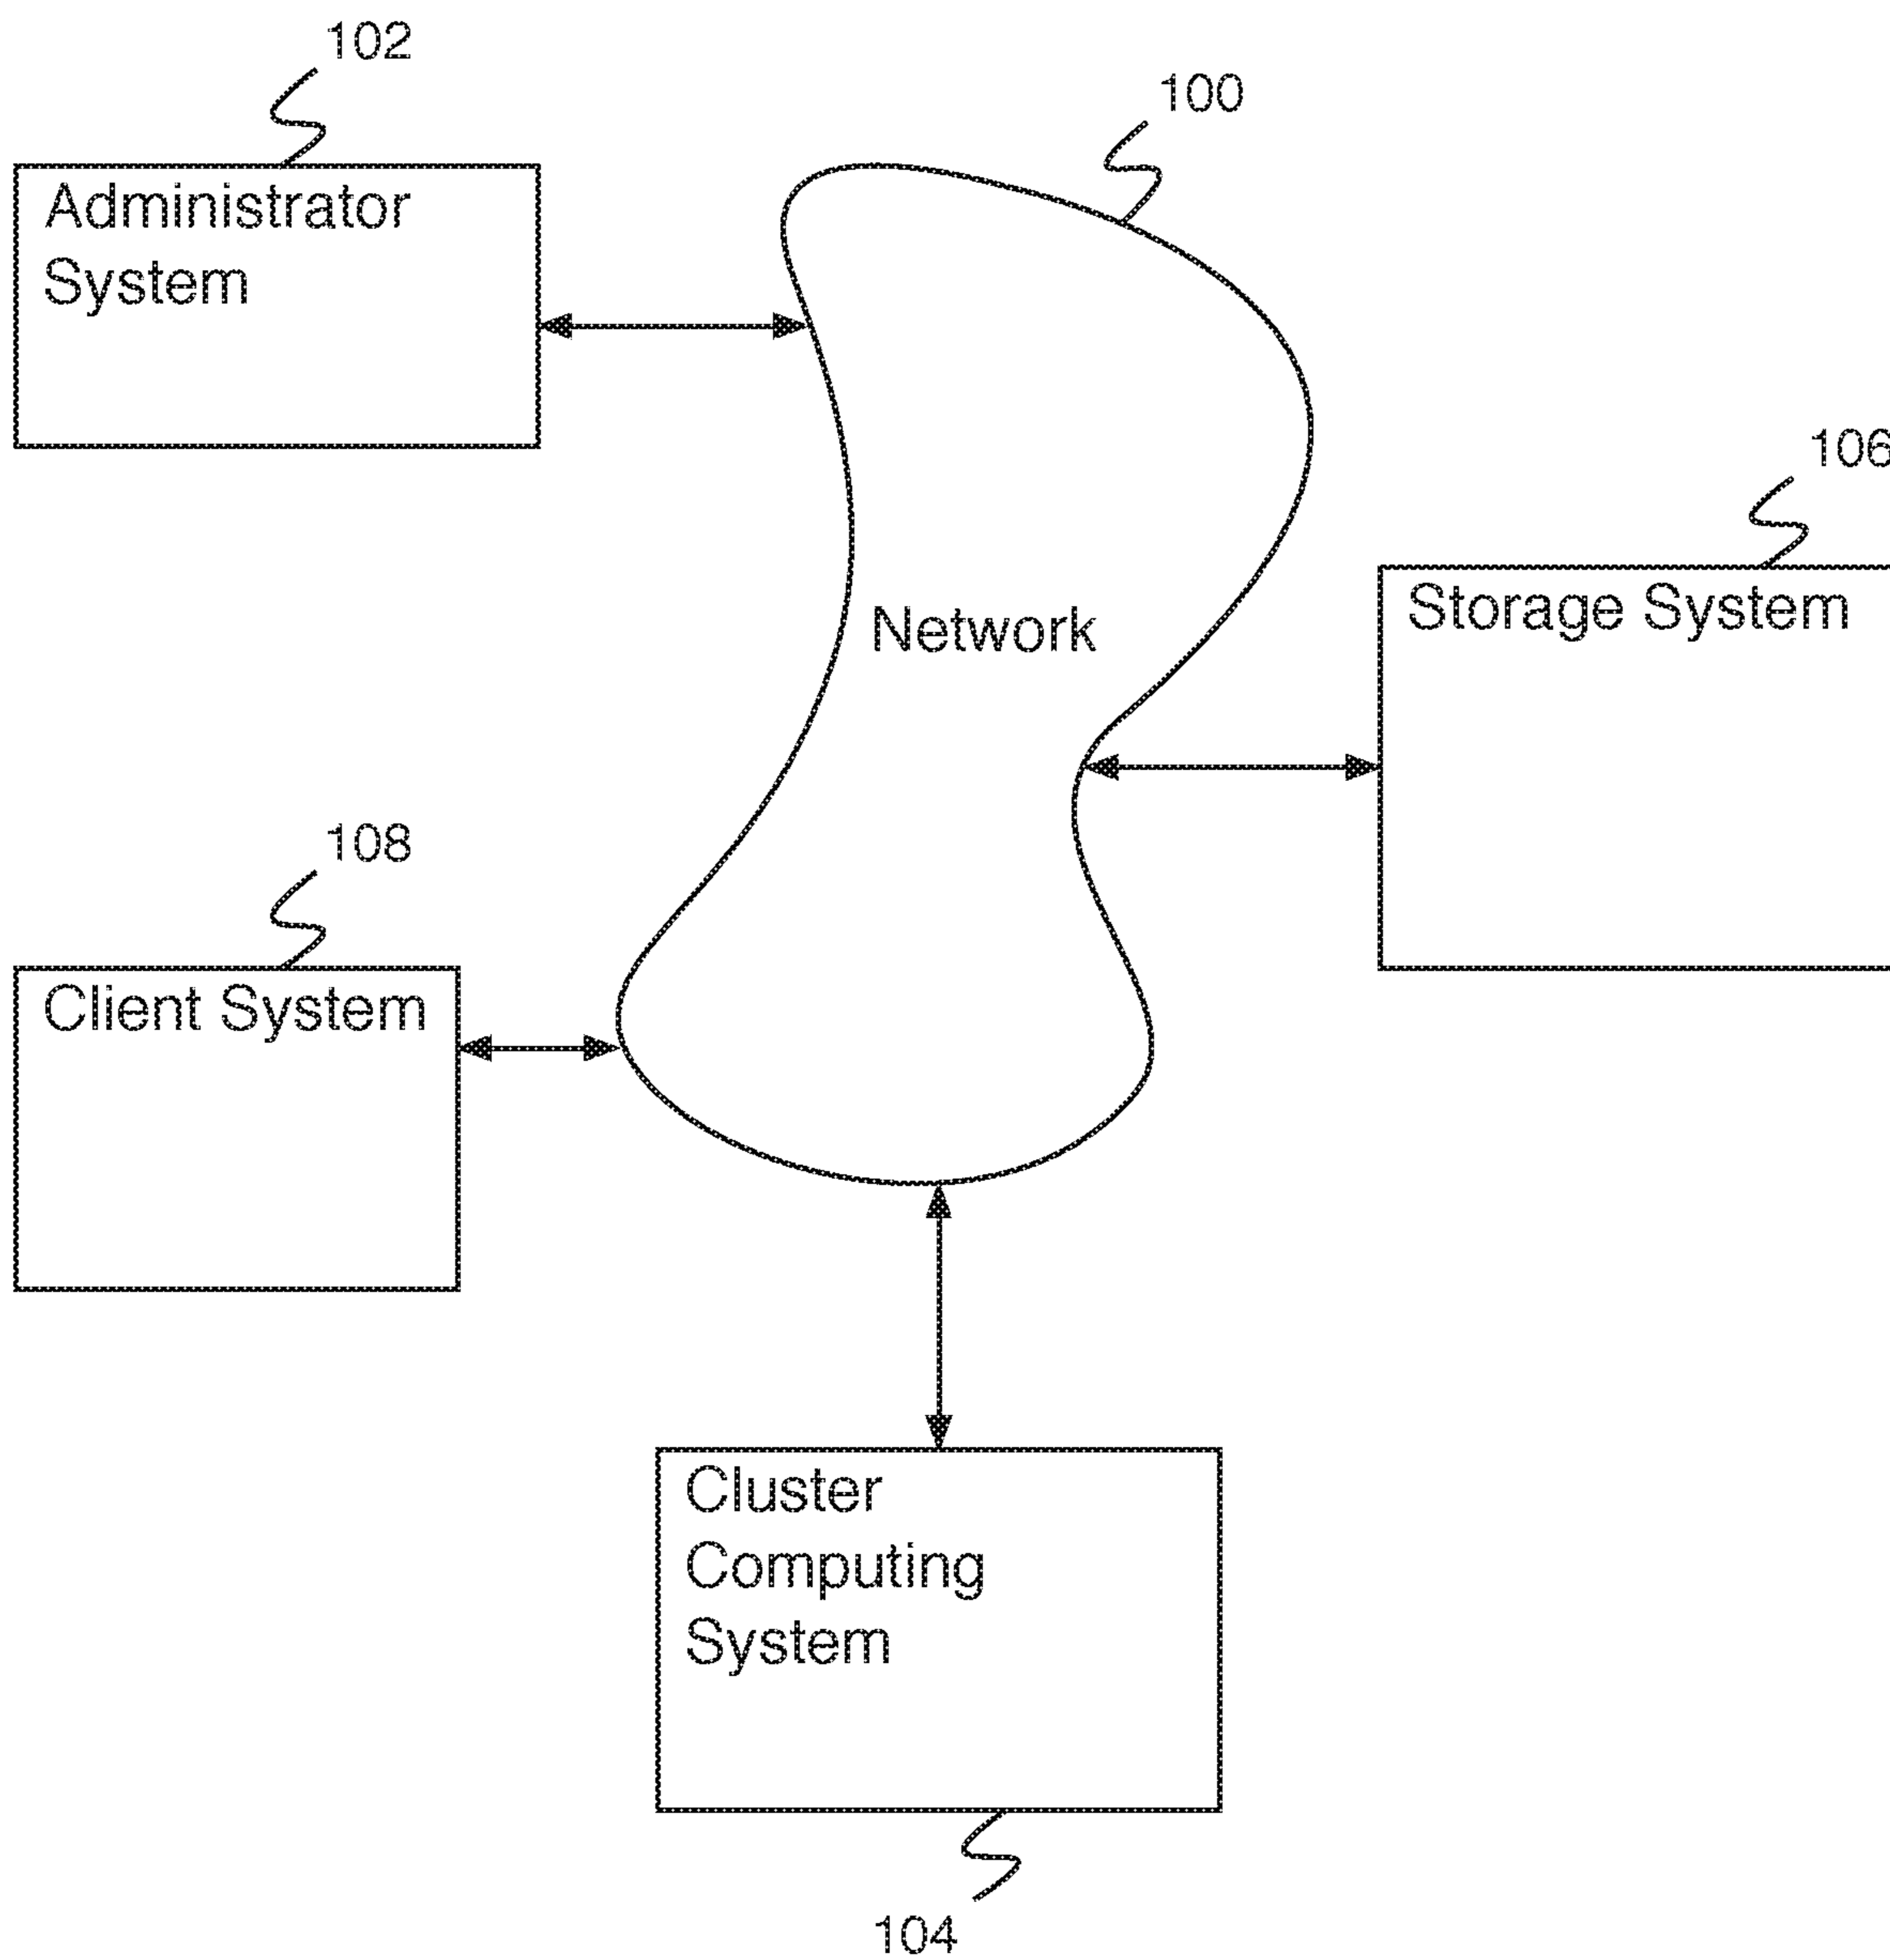 102
100
Administrator
System
106
Storage System
Network
108
Client System
Cluster
Computing
System
104